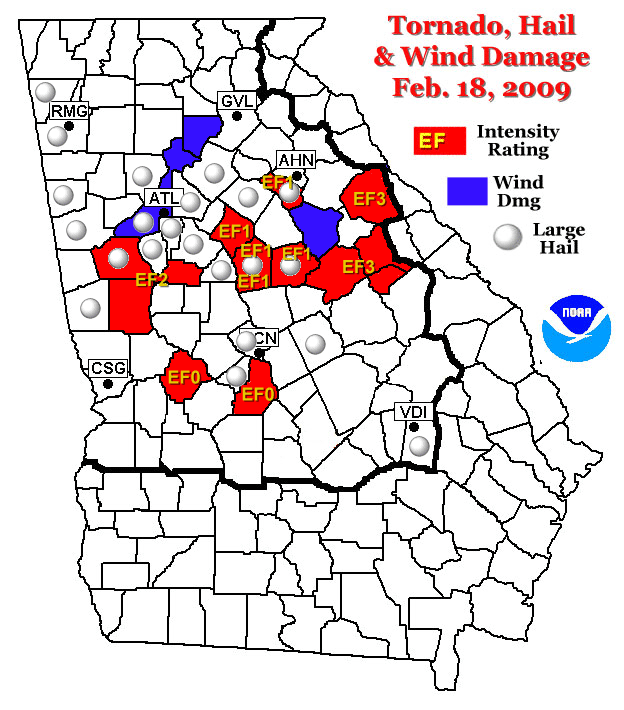 Tornado, Hail
& Wind Damage
Feb. 18, 2009
EF
Intensity
Rating
Wind
Dmg
Large
Hail
NOAA
GVL
RMG
AHN
EF1
ATL
EF3
EF1
EF1
EF1
EF3
EF2
EF1
CN
CSG
EF0
EF0
VDI